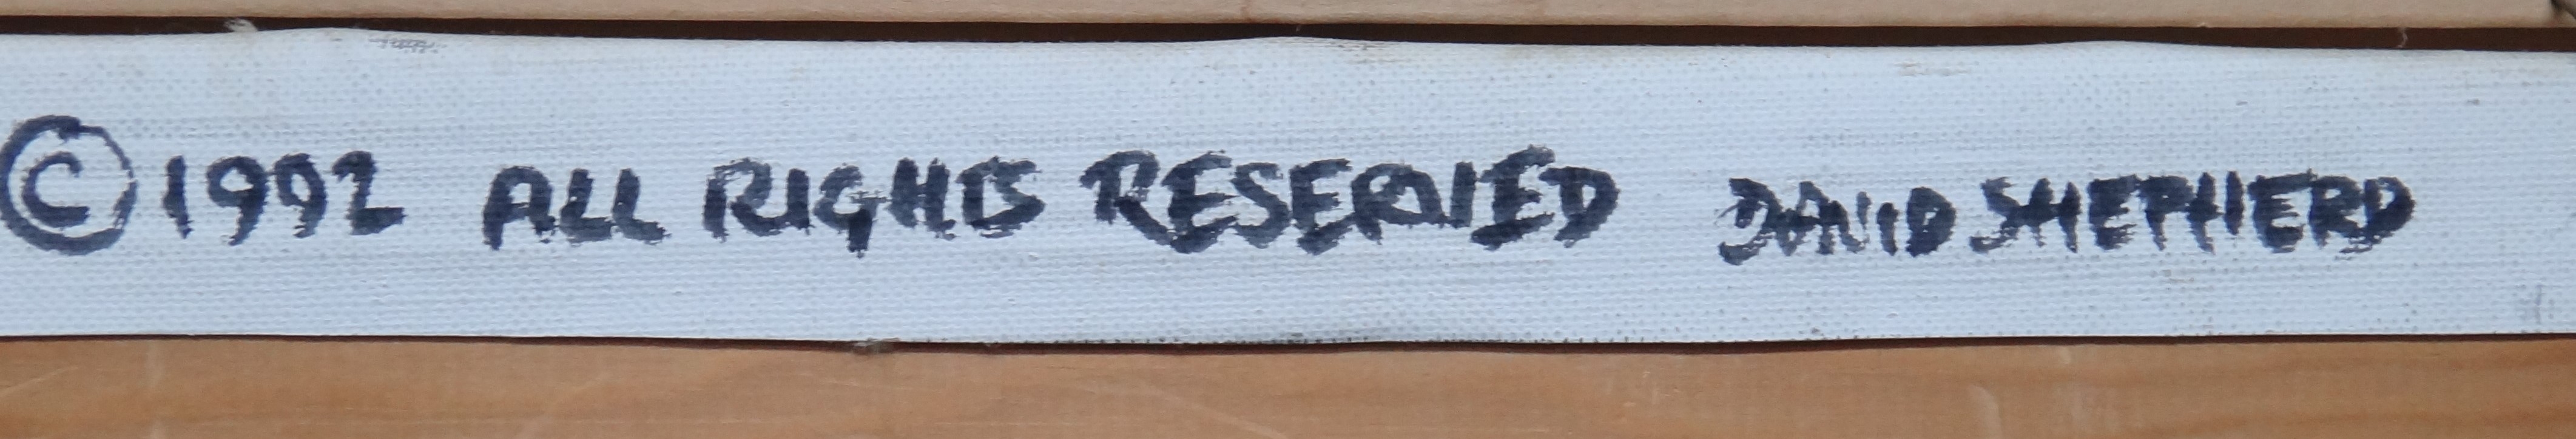 © 1992 ALL RIGHTS RESERVED DAVID SHEPHERD